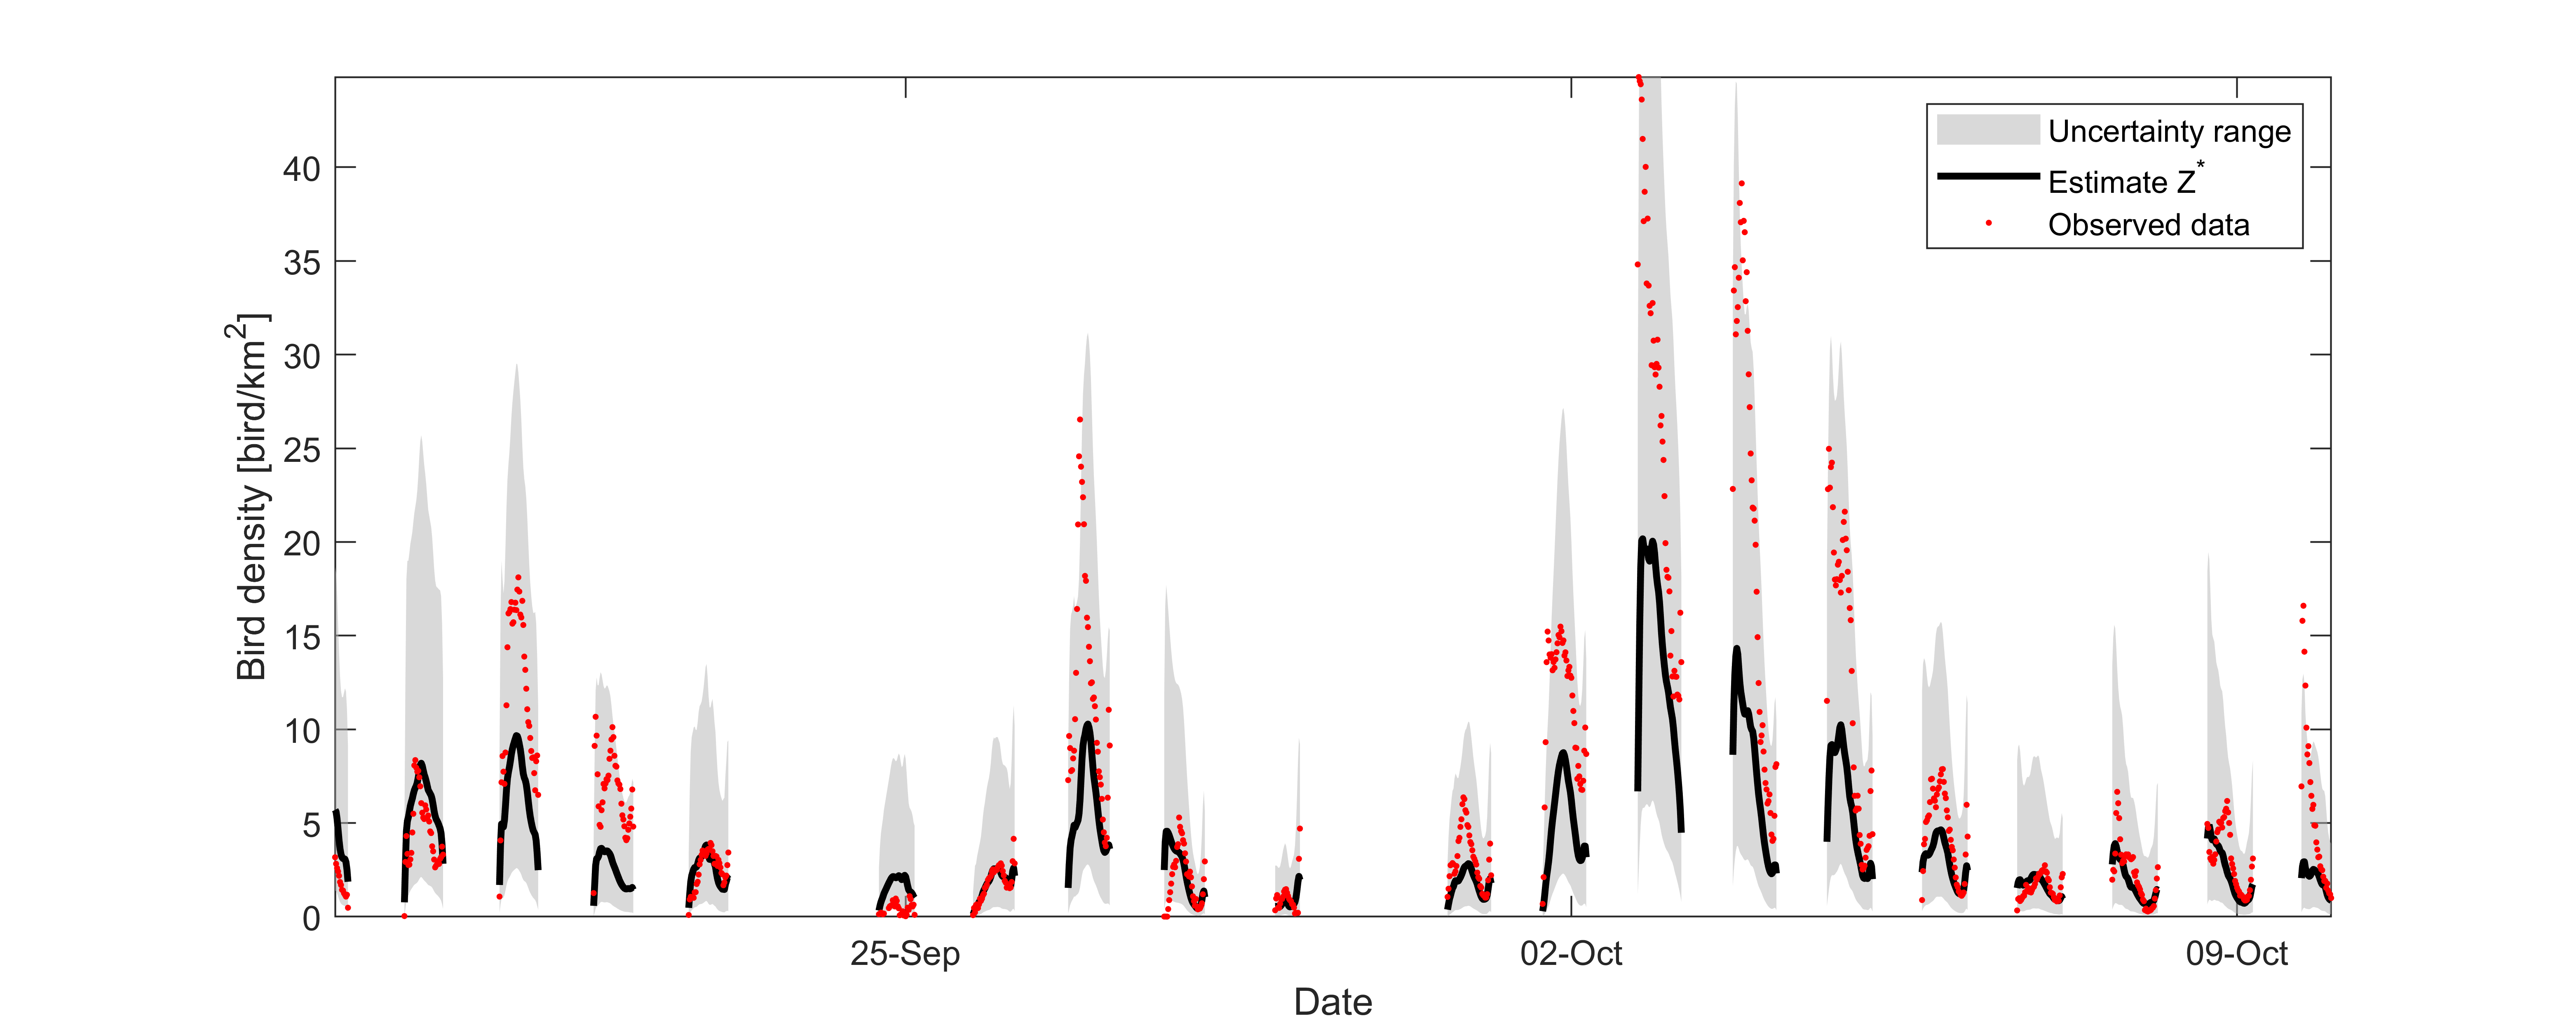 Uncertainty range
Estimate Z*
Observed data
Bird density [bird/km²]
40
35
30
25
20
15
10
5
0
25-Sep
02-Oct
09-Oct
Date